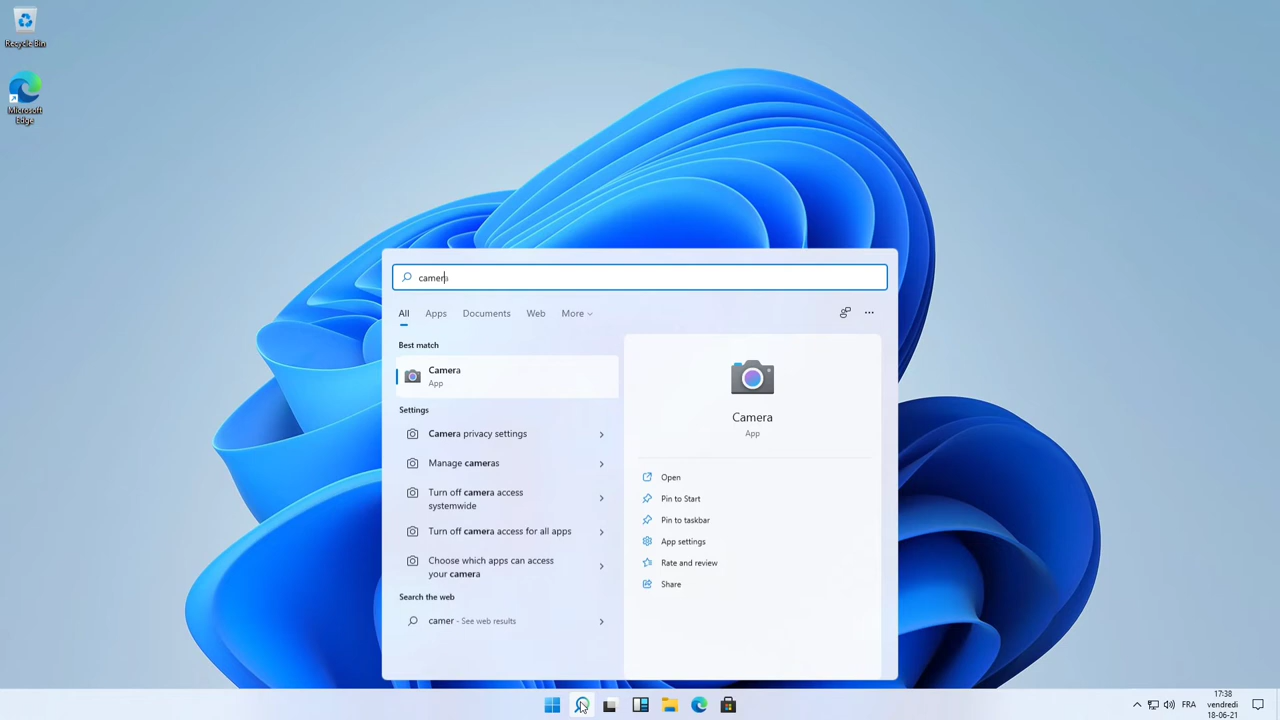 Recycle Bin
Microsoft
Edge
camera
All Apps Documents Web More
Best match
Camera
App
Settings
Camera privacy settings
Manage cameras
Turn off camera access
systemwide
Turn off camera access for all apps
Choose which apps can access
your camera
Search the web
camer - See web results
Camera
App
Open
Pin to Start
Pin to taskbar
App settings
Rate and review
Share
FR
17:38
vendredi
18-06-21